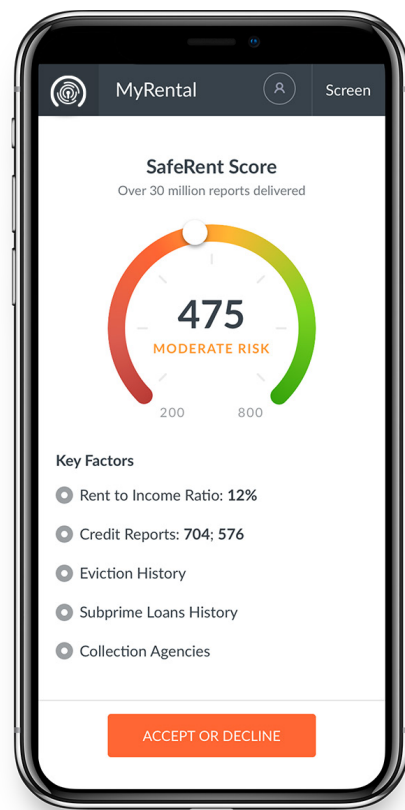 MyRental
Screen
SafeRent Score
Over 30 million reports delivered
475
MODERATE RISK
200
800
Key Factors
Rent to Income Ratio: 12%
Credit Reports: 704; 576
Eviction History
Subprime Loans History
Collection Agencies
ACCEPT OR DECLINE